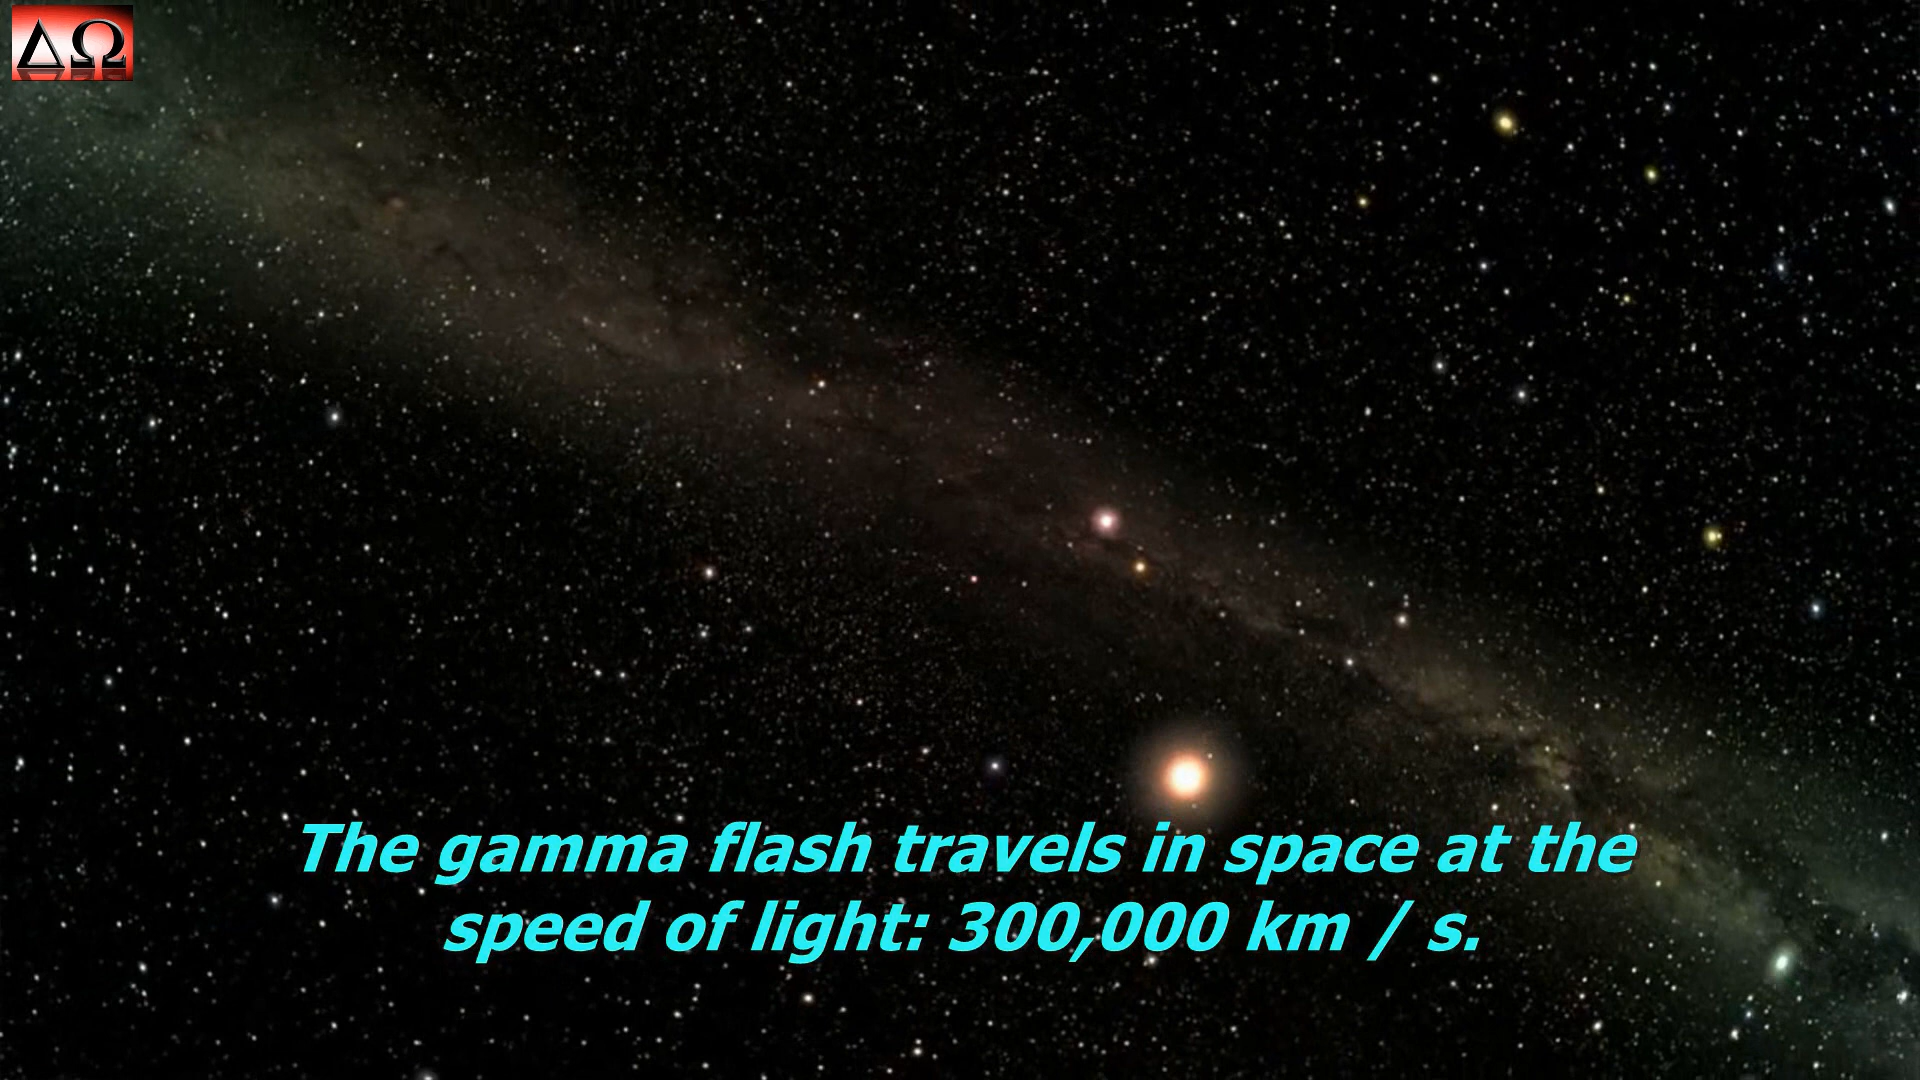 ΔΩ
The gamma flash travels in space at the
speed of light: 300,000 km / s.